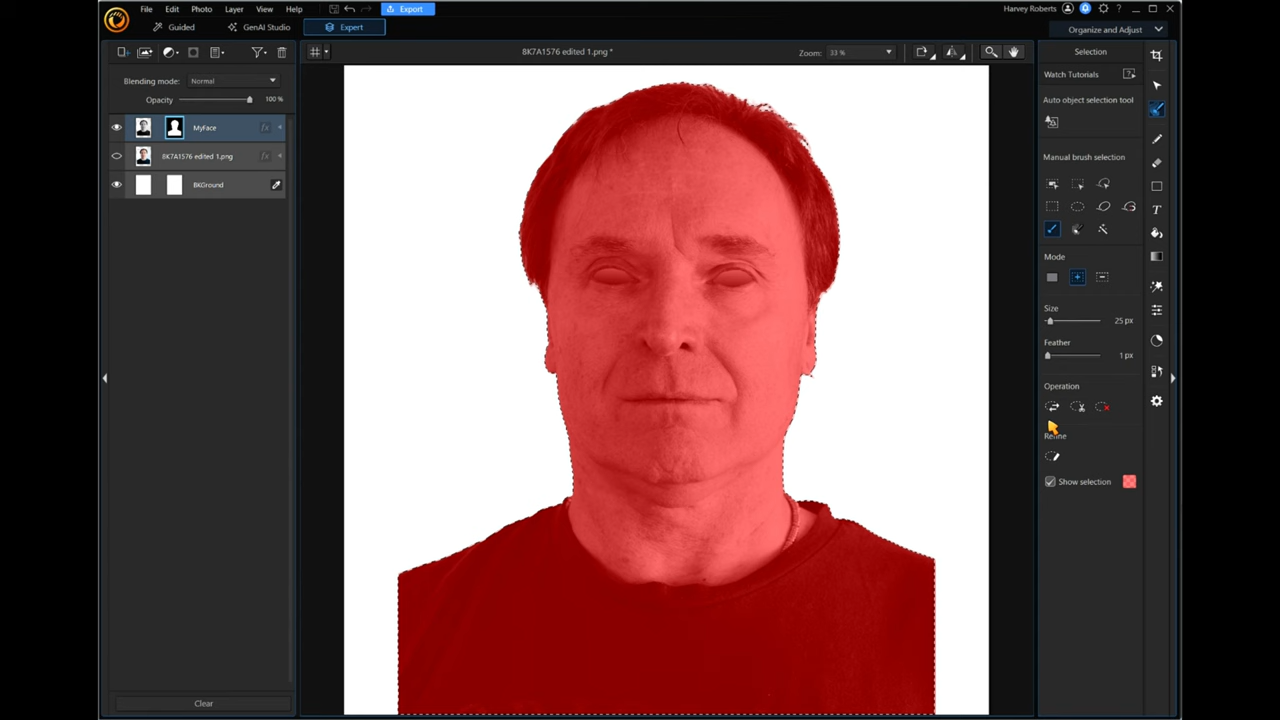 File Edit Photo Layer View Help Export Harvey Roberts ?
Guided GenAI Studio Expert Organize and Adjust
8K7A1576 edited 1.png * Zoom: 33 % Selection
Watch Tutorials
Blending mode: Normal
Opacity 100 %
Auto object selection tool
MyFace fx
8K7A1576 edited 1.png fx
Manual brush selection
BKGround
T
Mode
Size
25 px
Feather
1 px
Operation
Refine
Show selection
Clear